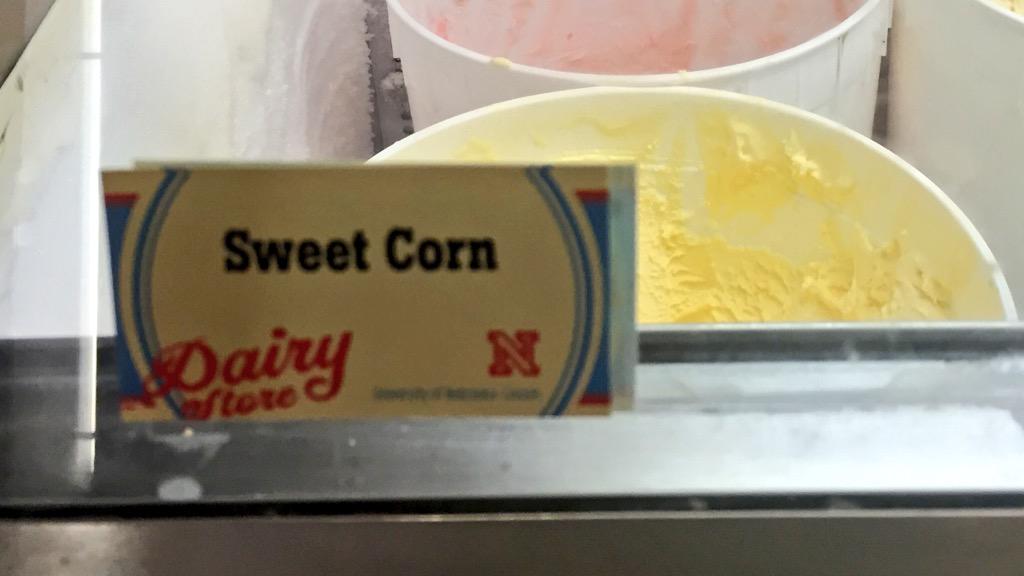 Sweet Corn
Dairy
Store
N
University of Nebraska–Lincoln